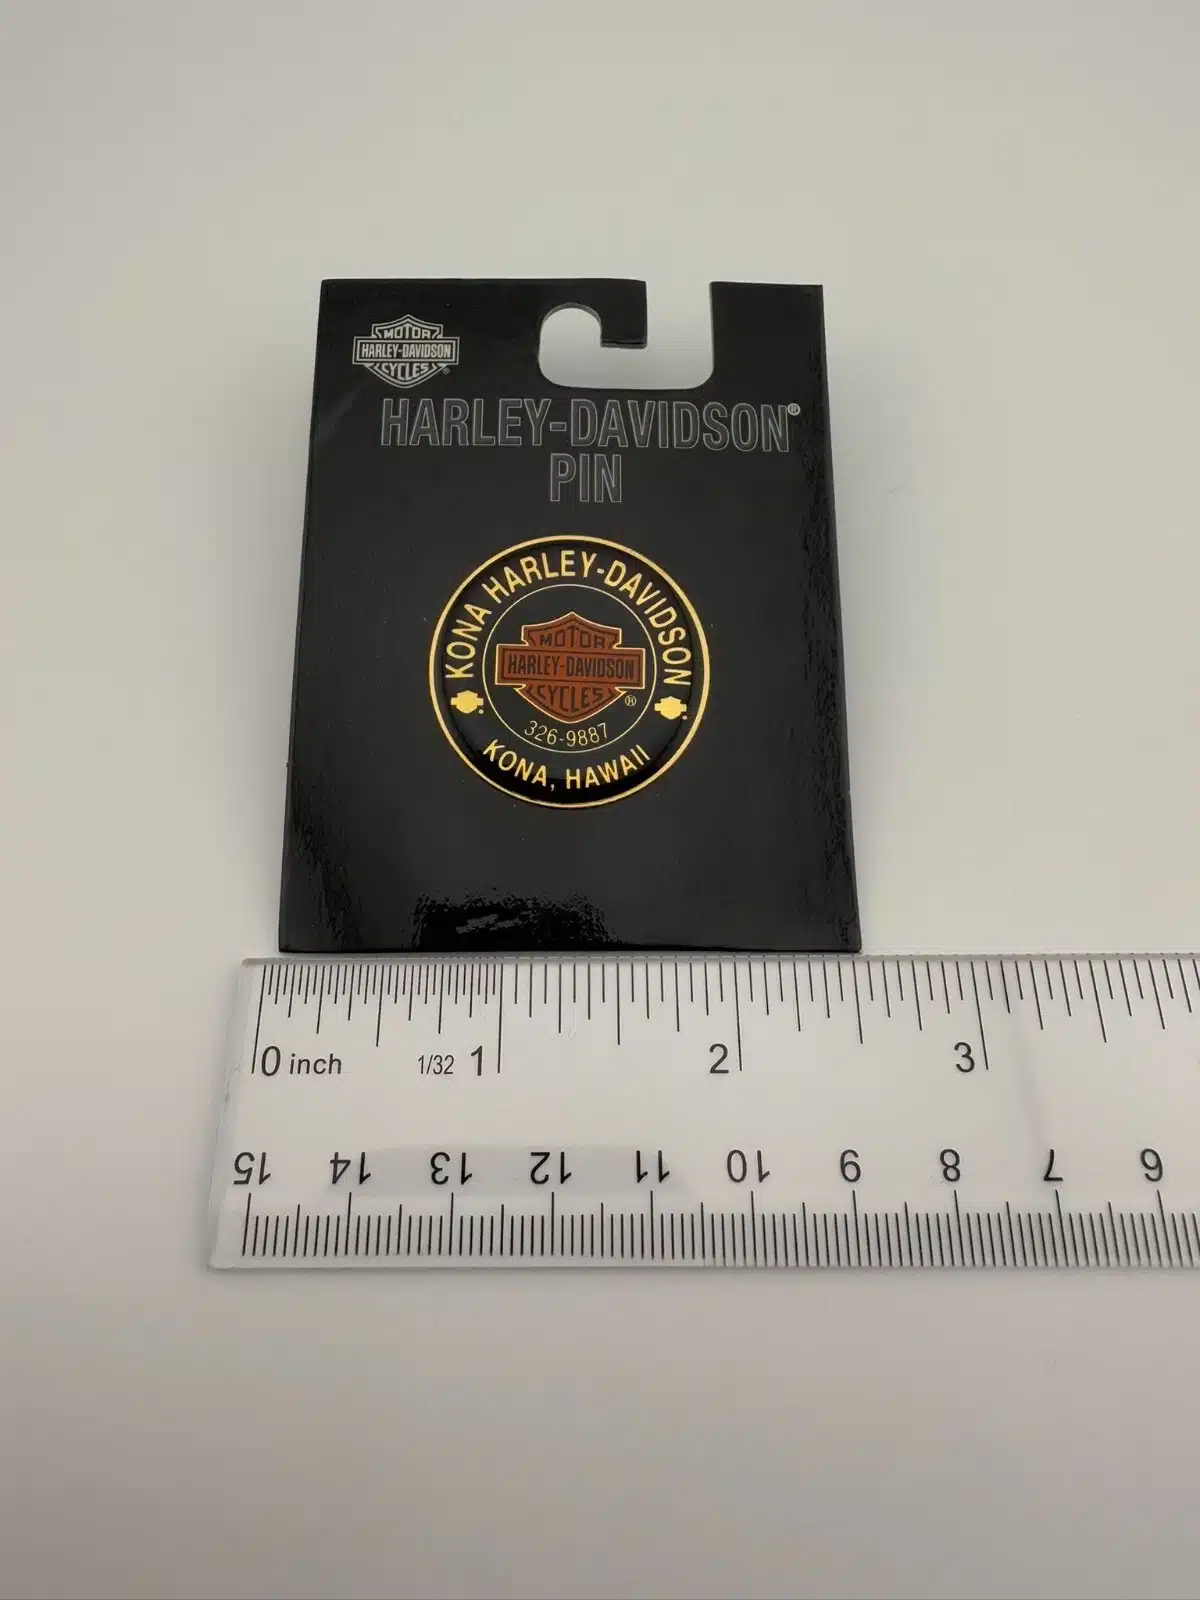 MOTOR
HARLEY-DAVIDSON
CYCLES®
HARLEY-DAVIDSON®
PIN
KONA HARLEY-DAVIDSON
MOTOR
HARLEY-DAVIDSON
CYCLES ®
326-9887
KONA, HAWAII
0 inch 1/32 1 2 3
15 14 13 12 11 10 9 8 7 6